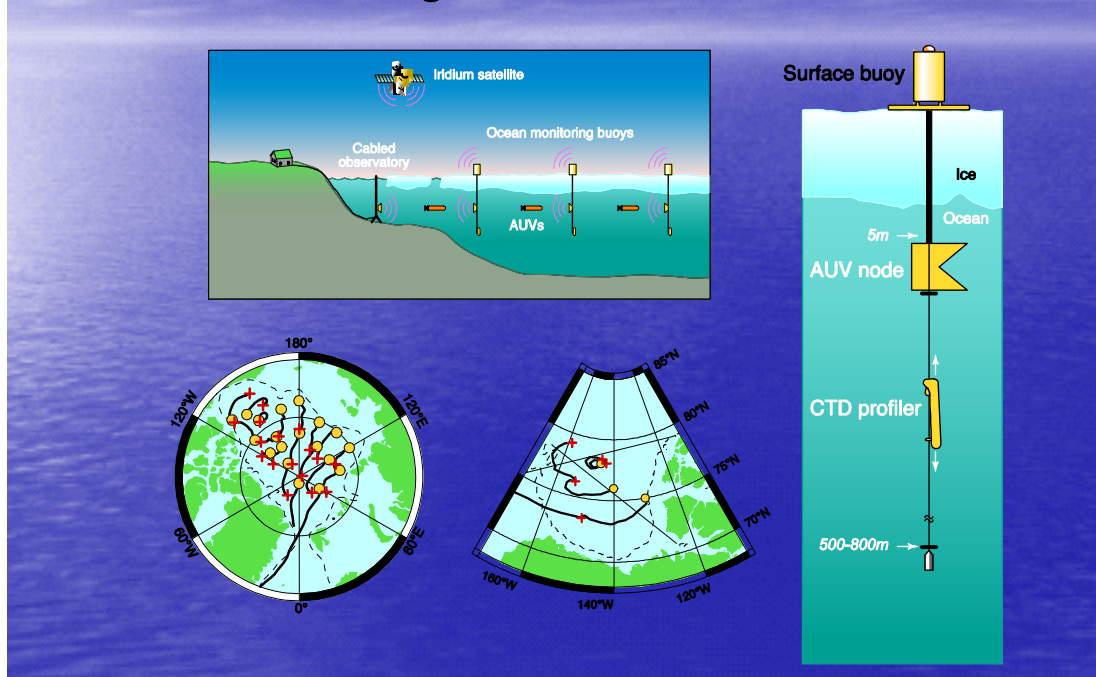 Iridium satellite
Ocean monitoring buoys
Cabled
observatory
AUVs
Surface buoy
Ice
Ocean
5m
AUV node
CTD profiler
500-800m
180°
120°W
120°E
60°W
60°E
0°
85°N
80°N
75°N
70°N
160°W
140°W
120°W